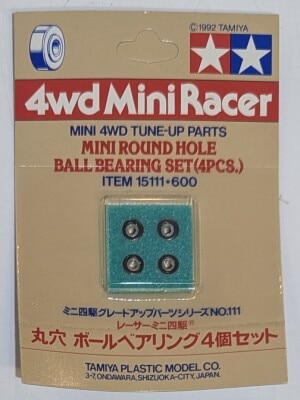 ©1992 TAMIYA
4wd Mini Racer
MINI 4WD TUNE-UP PARTS
MINI ROUND HOLE
BALL BEARING SET(4PCS.)
ITEM 15111•600
ミニ四駆グレードアップパーツシリーズNO.111
レーサーミニ四駆®
丸穴 ボールベアリング4個セット
TAMIYA PLASTIC MODEL CO.
3-7, ONDAWARA, SHIZUOKA-CITY, JAPAN.